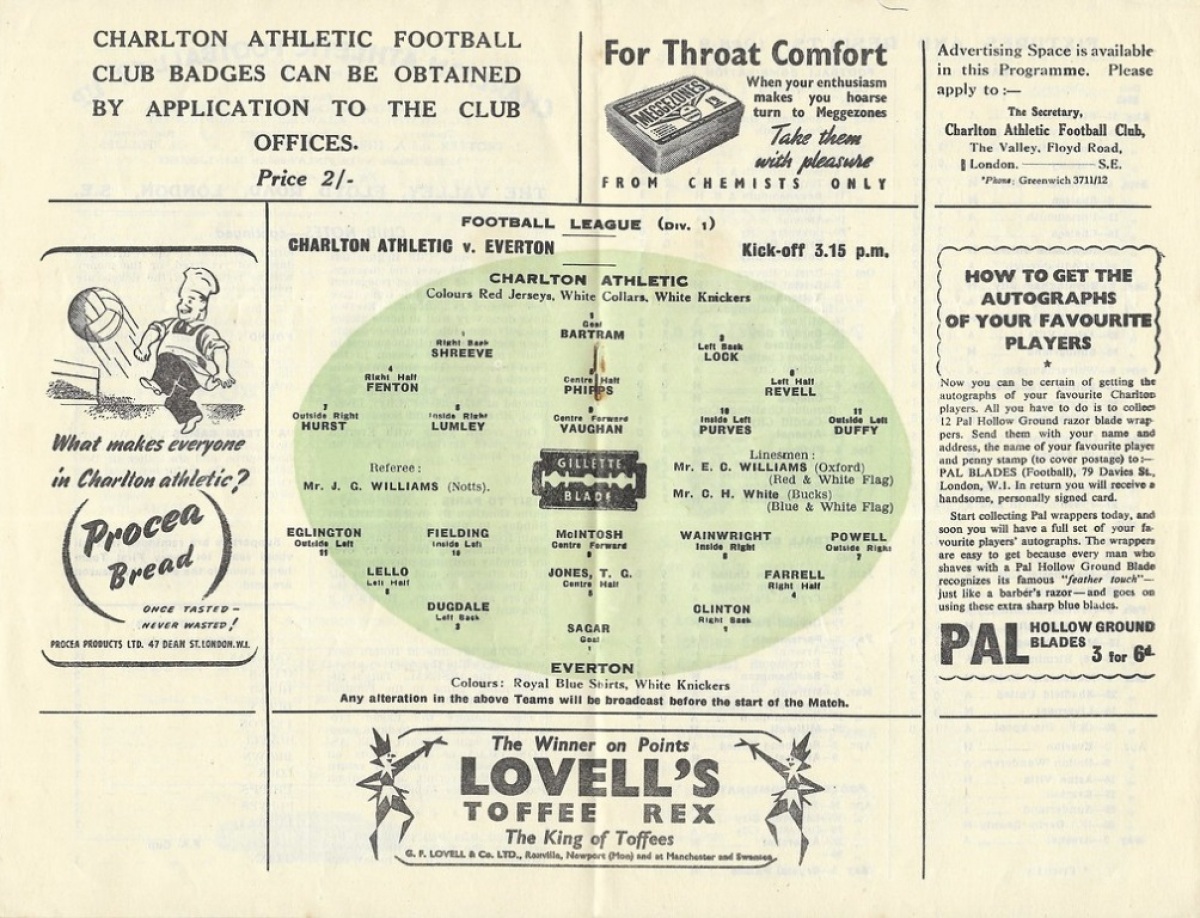 CHARLTON ATHLETIC FOOTBALL
CLUB BADGES CAN BE OBTAINED
BY APPLICATION TO THE CLUB
OFFICES.
Price 2/-
For Throat Comfort
When your enthusiasm
makes you hoarse
turn to Meggezones
MEGGEZONES
Take them
with pleasure
FROM CHEMISTS ONLY
Advertising Space is available
in this Programme. Please
apply to :—
The Secretary,
Charlton Athletic Football Club,
The Valley, Floyd Road,
London. S.E.
'Phone: Greenwich 3711/12
What makes everyone
in Charlton athletic?
Procea
Bread
ONCE TASTED —
NEVER WASTED!
PROCEA PRODUCTS LTD. 47 DEAN ST. LONDON. W.I.
FOOTBALL LEAGUE (DIV. 1)
CHARLTON ATHLETIC v. EVERTON Kick-off 3.15 p.m.
CHARLTON ATHLETIC
Colours Red Jerseys, White Collars, White Knickers
1
Goal
BARTRAM
Right Back
SHREEVE
3
Left Back
LOCK
4
Right Half
FENTON
Centre Half
PHIPPS
6
Left Half
REVELL
7
Outside Right
HURST
8
Inside Right
LUMLEY
9
Centre Forward
VAUGHAN
10
Inside Left
PURVES
11
Outside Left
DUFFY
Referee :
Mr. J. G. WILLIAMS (Notts).
GILLETTE
BLADE
Linesmen :
Mr. E. C. WILLIAMS (Oxford)
(Red & White Flag)
Mr. C. H. White (Bucks)
(Blue & White Flag)
EGLINGTON
Outside Left
11
FIELDING
Inside Left
10
McINTOSH
Centre Forward
9
WAINWRIGHT
Inside Right
8
POWELL
Outside Right
7
LELLO
Left Half
6
JONES, T. G.
Centre Half
5
FARRELL
Right Half
4
DUGDALE
Left Back
3
CLINTON
Right Back
SAGAR
Goal
1
EVERTON
Colours: Royal Blue Shirts, White Knickers
Any alteration in the above Teams will be broadcast before the start of the Match.
HOW TO GET THE
AUTOGRAPHS
OF YOUR FAVOURITE
PLAYERS
Now you can be certain of getting the
autographs of your favourite Charlton
players. All you have to do is to collect
12 Pal Hollow Ground razor blade wrap-
pers. Send them with your name and
address, the name of your favourite player
and penny stamp (to cover postage) to:—
PAL BLADES (Football), 79 Davies St.,
London, W.1. In return you will receive a
handsome, personally signed card.
Start collecting Pal wrappers today, and
soon you will have a full set of your fa-
vourite players' autographs. The wrappers
are easy to get because every man who
shaves with a Pal Hollow Ground Blade
recognizes its famous "feather touch"—
just like a barber's razor—and goes on
using these extra sharp blue blades.
PAL HOLLOW GROUND
BLADES 3 for 6d.
The Winner on Points
LOVELL'S
TOFFEE REX
The King of Toffees
G. F. LOVELL & Co. LTD., Rexville, Newport (Mon) and at Manchester and Swansea